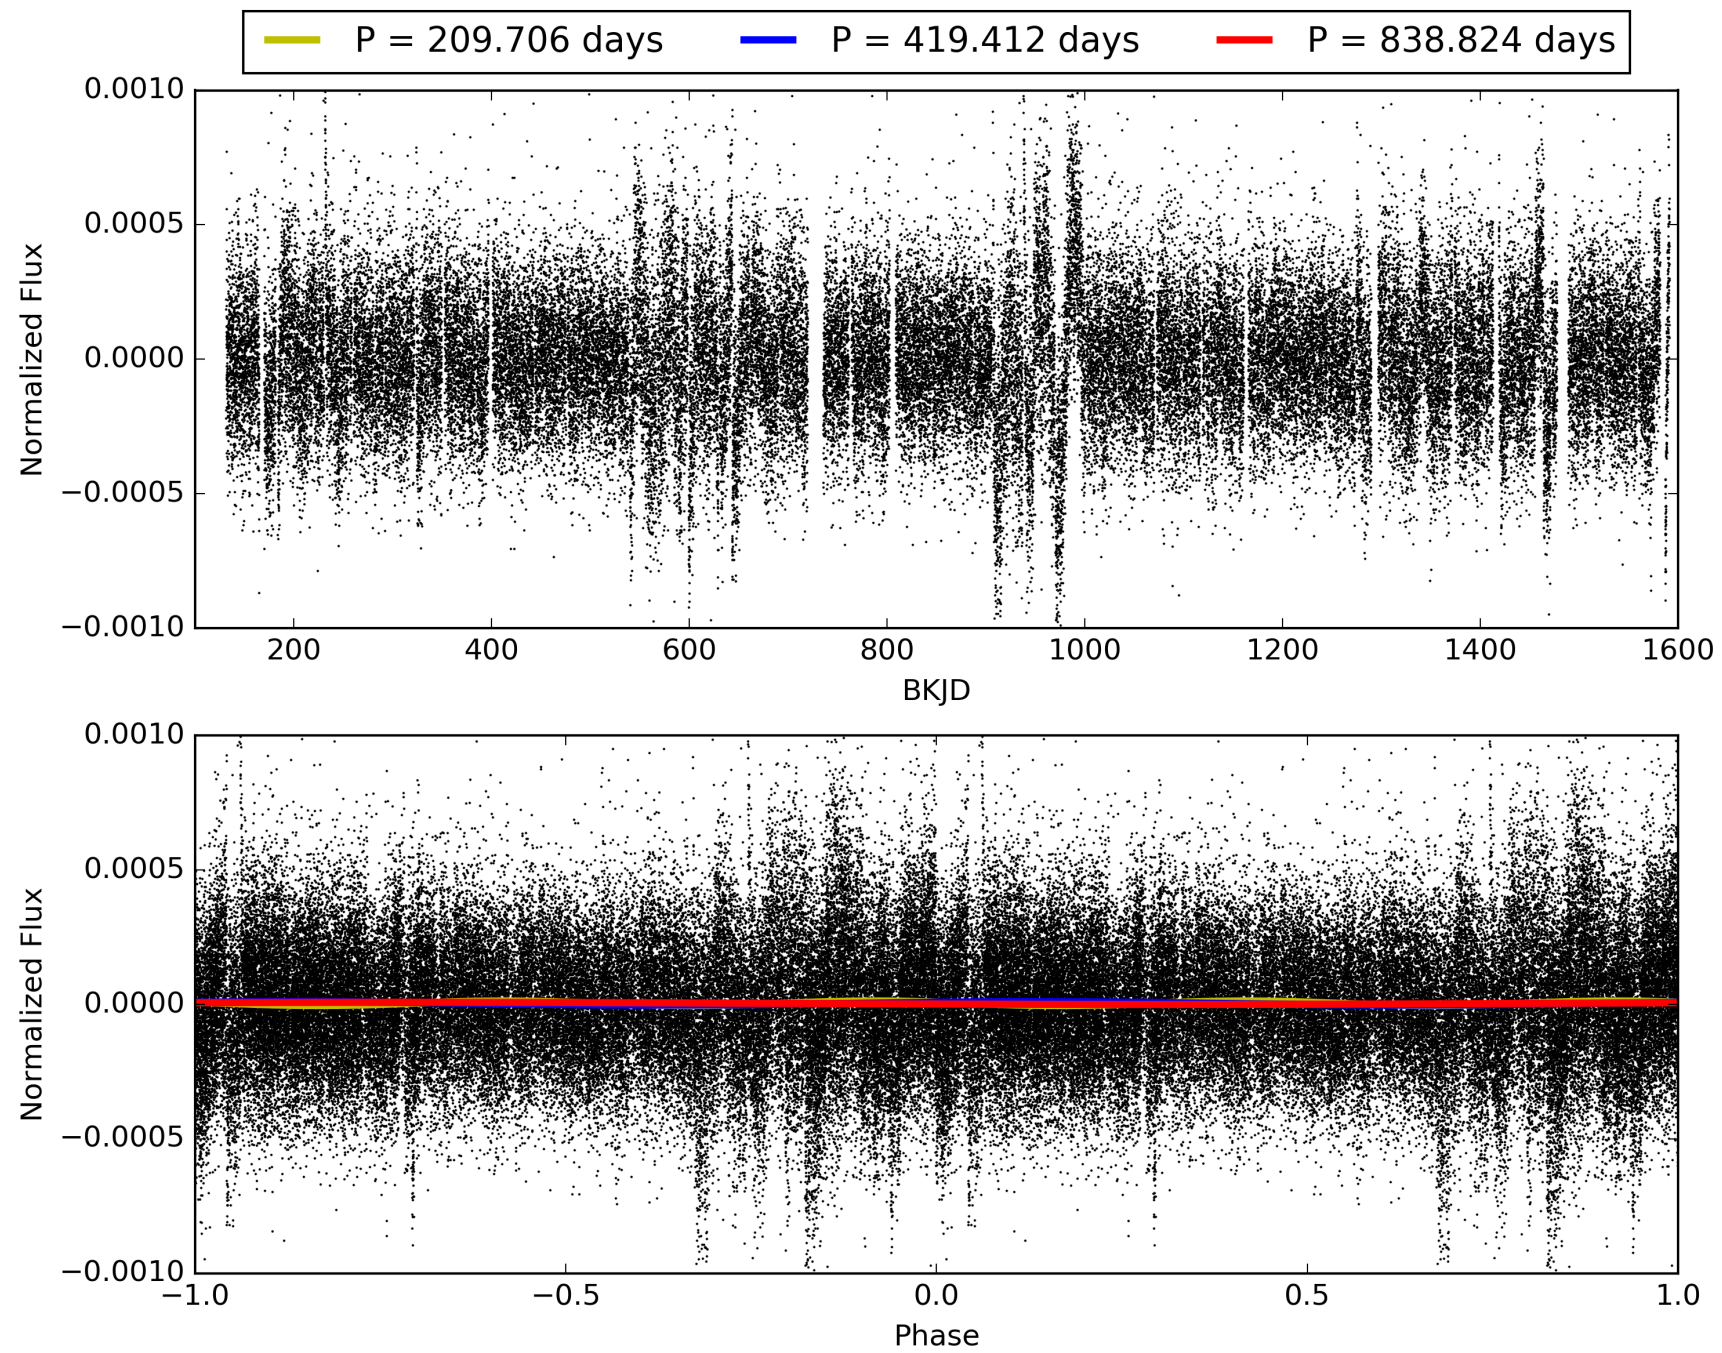 P = 209.706 days P = 419.412 days P = 838.824 days
0.0010
0.0005
0.0000
−0.0005
−0.0010
Normalized Flux
200 400 600 800 1000 1200 1400 1600
BKJD
0.0010
0.0005
0.0000
−0.0005
−0.0010
Normalized Flux
−1.0 −0.5 0.0 0.5 1.0
Phase